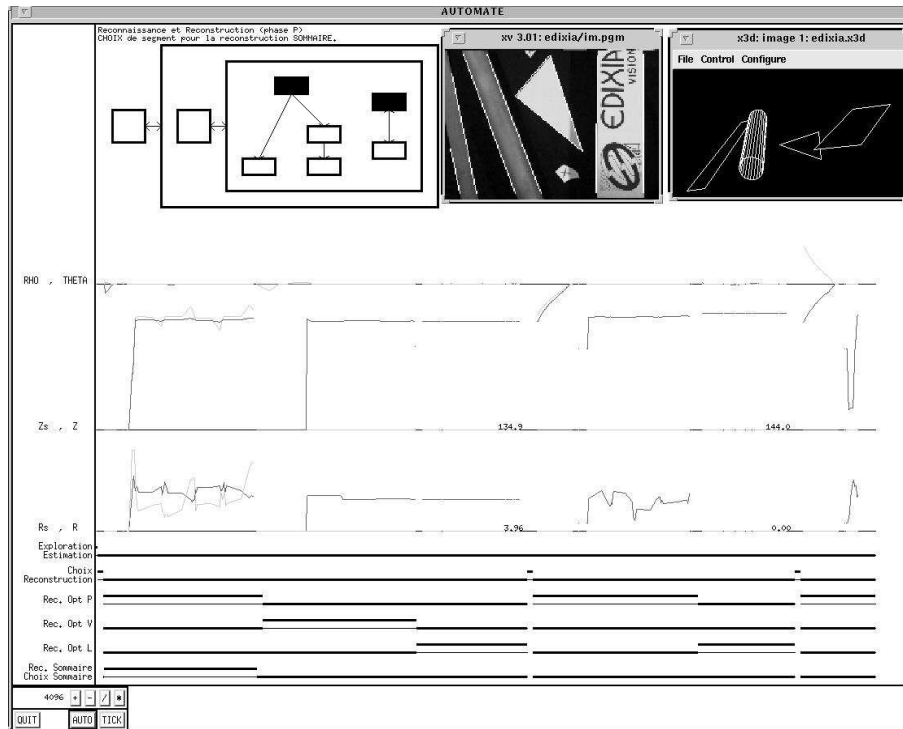 AUTOMATE
Reconnaissance et Reconstruction (phase P)
CHOIX de segment pour la reconstruction SOMMAIRE.
xv 3.01: edixia/im.pgm
EDIXIA
VISION
x3d: image 1: edixia.x3d
File Control Configure
RHO , THETA
Zs , Z
134.9
144.0
Rs , R
3.96
0.00
Exploration
Estimation
Choix
Reconstruction
Rec. Opt P
Rec. Opt V
Rec. Opt L
Rec. Sommaire
Choix Sommaire
4096 + - / *
QUIT AUTO TICK